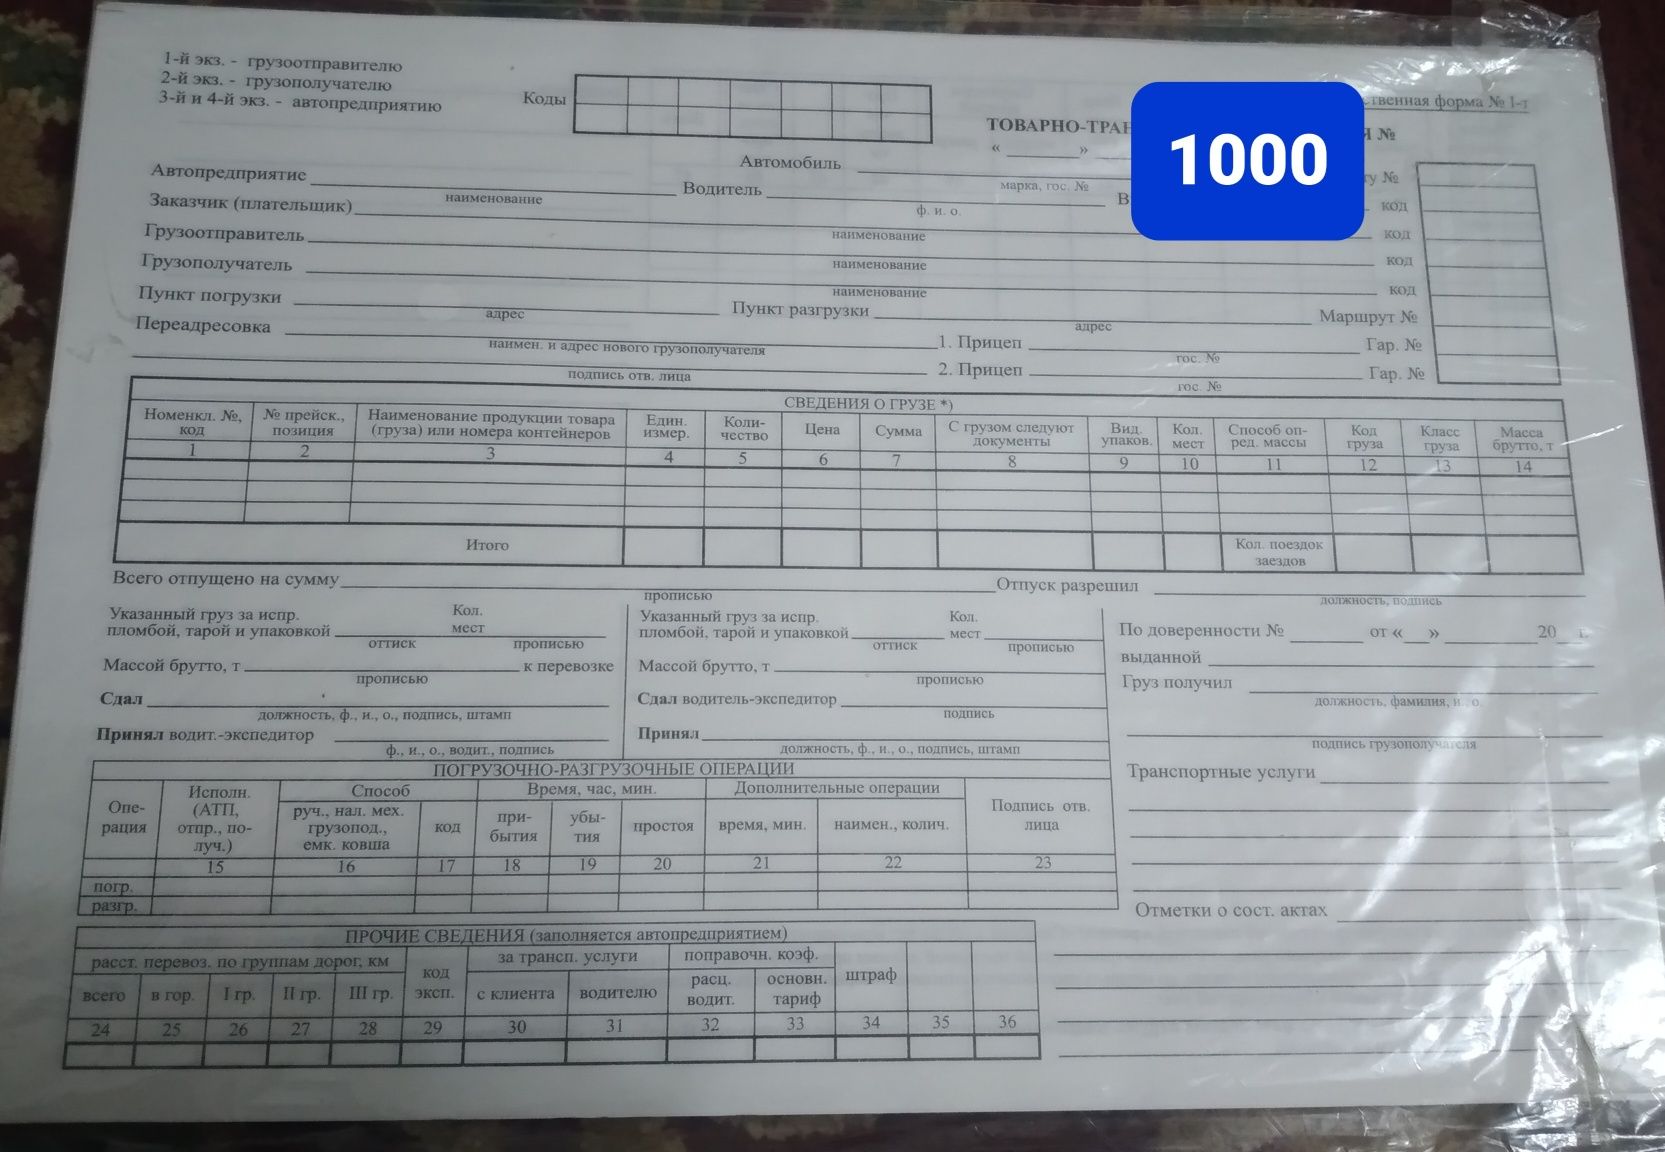 1-й экз. - грузоотправителю
2-й экз. - грузополучателю
3-й и 4-й экз. - автопредприятию
Коды
ственная форма № 1-т
ТОВАРНО-ТРАН
Я №
« »
1000
Автомобиль
марка, гос. №
у №
Автопредприятие
наименование
Водитель
ф. и. о.
В
код
Заказчик (плательщик)
наименование
код
Грузоотправитель
наименование
код
Грузополучатель
наименование
код
Пункт погрузки
адрес
Пункт разгрузки
адрес
Маршрут №
Переадресовка
наимен. и адрес нового грузополучателя
1. Прицеп
гос. №
Гар. №
подпись отв. лица
2. Прицеп
гос. №
Гар. №
СВЕДЕНИЯ О ГРУЗЕ *)
Номенкл. №, код
№ прейск., позиция
Наименование продукции товара (груза) или номера контейнеров
Един. измер.
Коли-чество
Цена
Сумма
С грузом следуют документы
Вид. упаков.
Кол. мест
Способ оп-ред. массы
Код груза
Класс груза
Масса брутто, т
1 2 3 4 5 6 7 8 9 10 11 12 13 14
Итого
Кол. поездок
заездов
Всего отпущено на сумму
прописью
Отпуск разрешил
должность, подпись
Указанный груз за испр.
пломбой, тарой и упаковкой
оттиск
Кол.
мест
прописью
Массой брутто, т
к перевозке
прописью
Сдал
должность, ф., и., о., подпись, штамп
Принял водит.-экспедитор
ф., и., о., водит., подпись
Указанный груз за испр.
пломбой, тарой и упаковкой
оттиск
Кол.
мест
прописью
Массой брутто, т
прописью
Сдал водитель-экспедитор
подпись
Принял
должность, ф., и., о., подпись, штамп
По доверенности № от « » 20 г.
выданной
Груз получил
должность, фамилия, и., о.
подпись грузополучателя
Транспортные услуги
Отметки о сост. актах
ПОГРУЗОЧНО-РАЗГРУЗОЧНЫЕ ОПЕРАЦИИ
Опе-рация
Исполн. (АТП, отпр., по-луч.)
Способ
Время, час, мин.
Дополнительные операции
Подпись отв. лица
руч., нал. мех. грузопод., емк. ковша
код
при-бытия
убы-тия
простоя
время, мин.
наимен., колич.
15 16 17 18 19 20 21 22 23
погр.
разгр.
ПРОЧИЕ СВЕДЕНИЯ (заполняется автопредприятием)
расст. перевоз. по группам дорог, км
код эксп.
за трансп. услуги
поправочн. коэф.
штраф
всего
в гор.
I гр.
II гр.
III гр.
с клиента
водителю
расц. водит.
основн. тариф
24 25 26 27 28 29 30 31 32 33 34 35 36